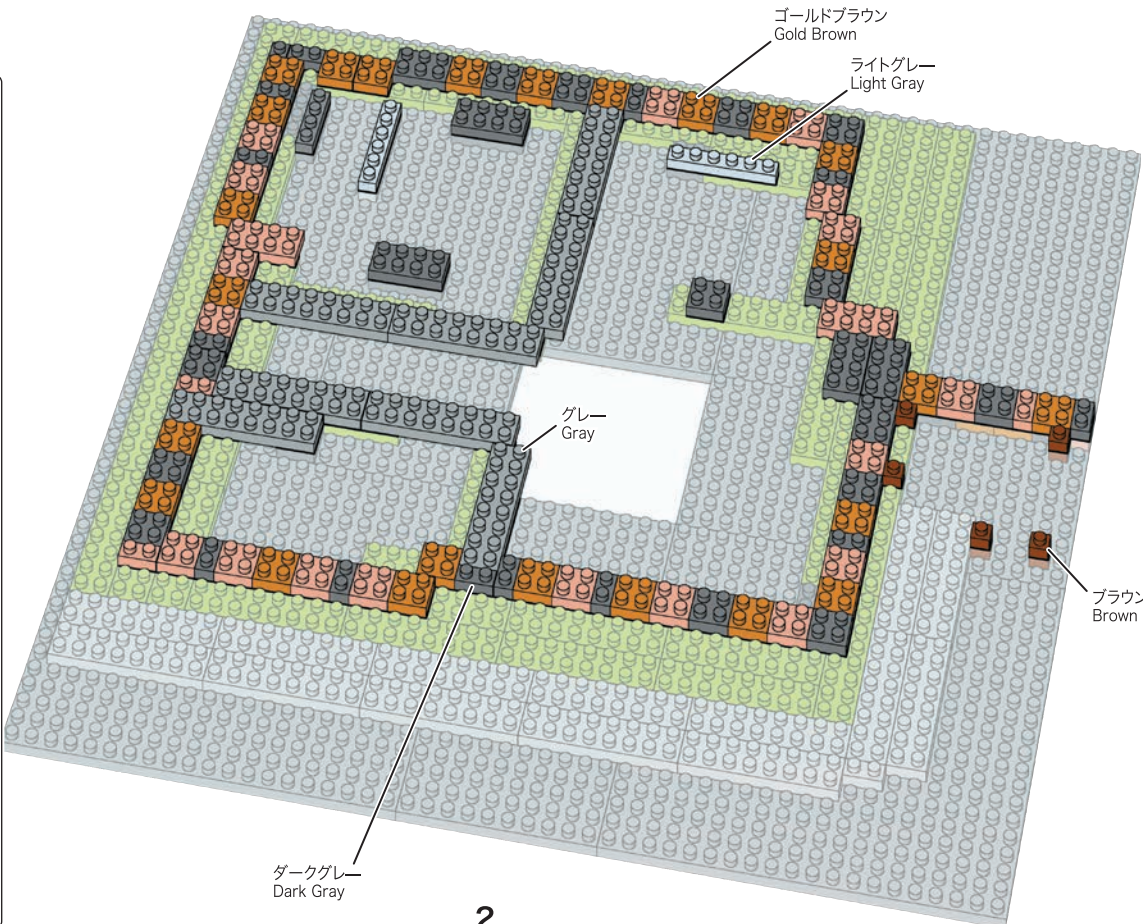 ゴールドブラウン
Gold Brown
ライトグレー
Light Gray
グレー
Gray
ブラウン
Brown
ダークグレー
Dark Gray
2